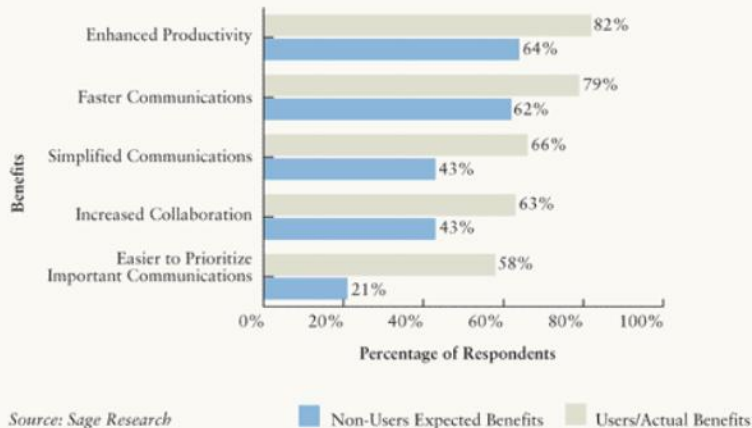 82%
Enhanced Productivity
64%
79%
Faster Communications
62%
66%
Simplified Communications
43%
63%
Increased Collaboration
43%
Easier to Prioritize
Important Communications
58%
21%
Benefits
0% 20% 40% 60% 80% 100%
Percentage of Respondents
Source: Sage Research
Non-Users Expected Benefits
Users/Actual Benefits